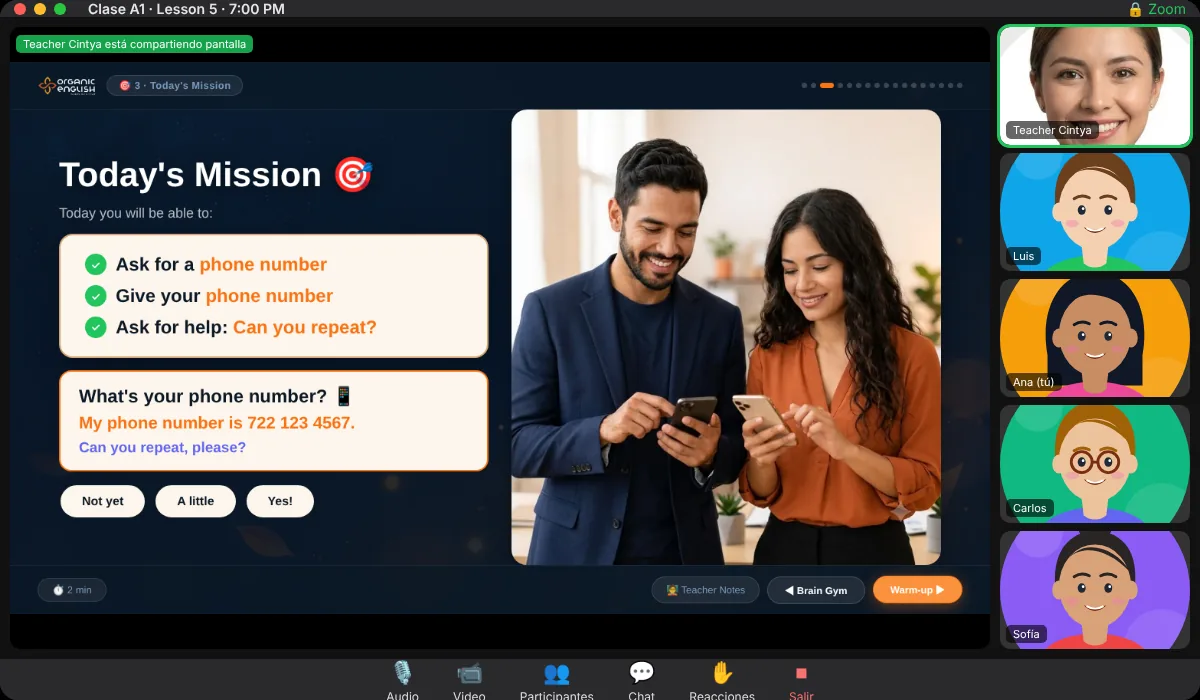 Clase A1 · Lesson 5 · 7:00 PM
🔒 Zoom
Teacher Cintya está compartiendo pantalla
ORGANIC ENGLISH
🎯 3 · Today's Mission
Today's Mission 🎯
Today you will be able to:
Ask for a phone number
Give your phone number
Ask for help: Can you repeat?
What's your phone number? 📱
My phone number is 722 123 4567.
Can you repeat, please?
Not yet
A little
Yes!
⏱ 2 min
Teacher Notes
◀ Brain Gym
Warm-up ▶
Teacher Cintya
Luis
Ana (tú)
Carlos
Sofía
Audio
Video
Participantes
Chat
Reacciones
Salir